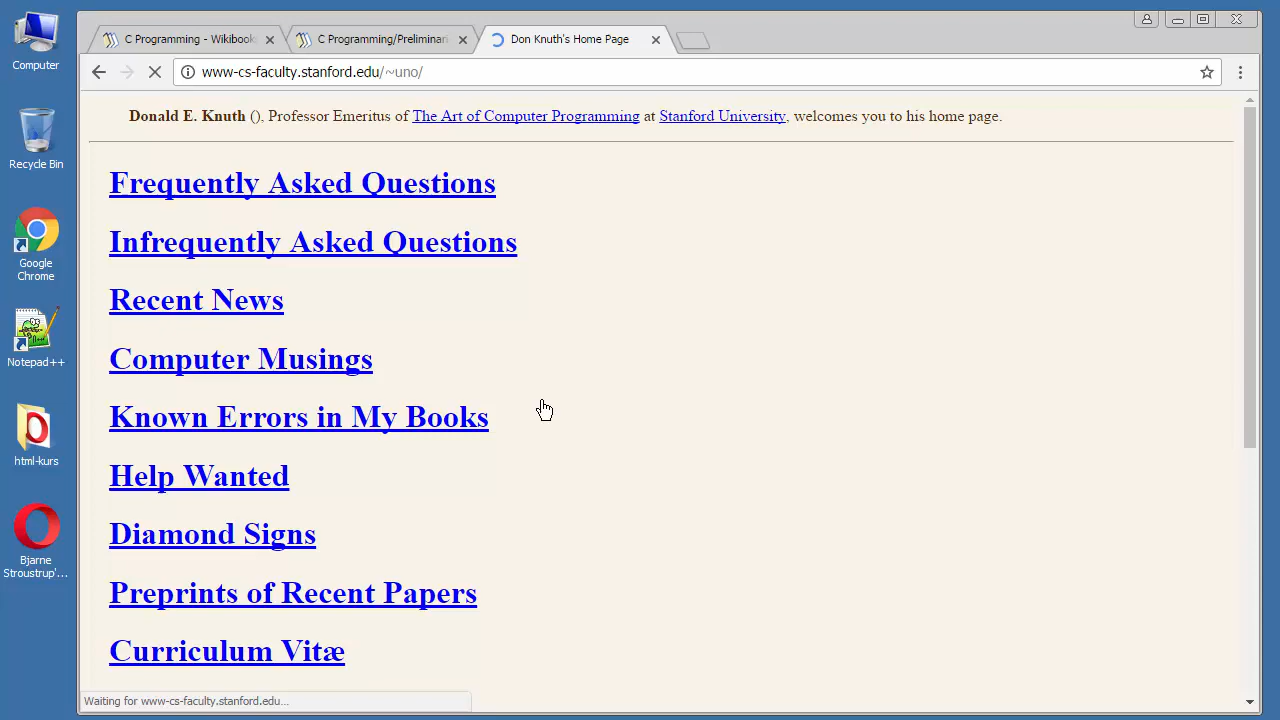 Computer
Recycle Bin
Google
Chrome
Notepad++
html-kurs
Bjarne
Stroustrup'...
C Programming - Wikibook
C Programming/Preliminari
Don Knuth's Home Page
www-cs-faculty.stanford.edu/~uno/
Donald E. Knuth (), Professor Emeritus of The Art of Computer Programming at Stanford University, welcomes you to his home page.
Frequently Asked Questions
Infrequently Asked Questions
Recent News
Computer Musings
Known Errors in My Books
Help Wanted
Diamond Signs
Preprints of Recent Papers
Curriculum Vitæ
Waiting for www-cs-faculty.stanford.edu...